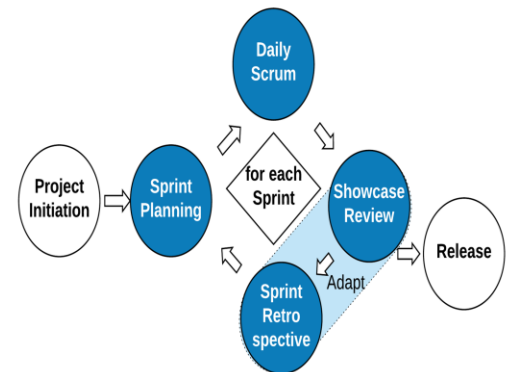 Daily
Scrum
Project
Initiation
Sprint
Planning
for each
Sprint
Showcase
Review
Release
Adapt
Sprint
Retro
spective